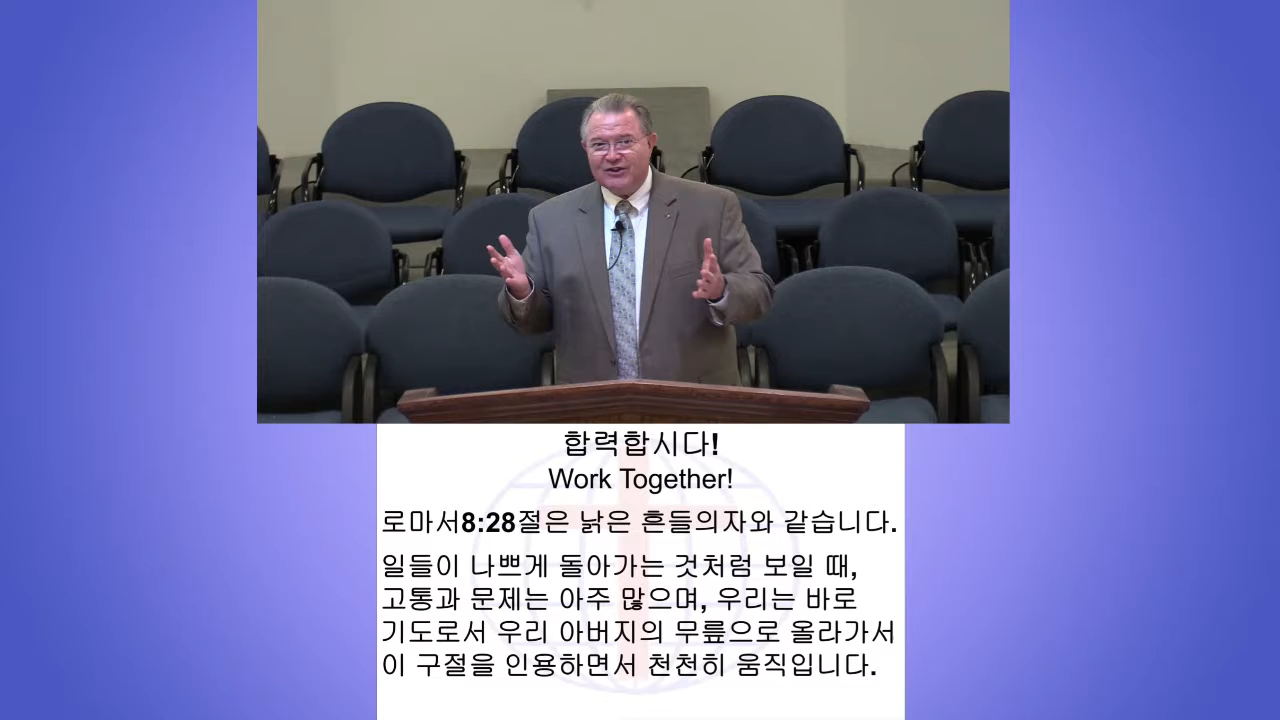 합력합시다!
Work Together!
로마서8:28절은 낡은 흔들의자와 같습니다.
일들이 나쁘게 돌아가는 것처럼 보일 때,
고통과 문제는 아주 많으며, 우리는 바로
기도로서 우리 아버지의 무릎으로 올라가서
이 구절을 인용하면서 천천히 움직입니다.